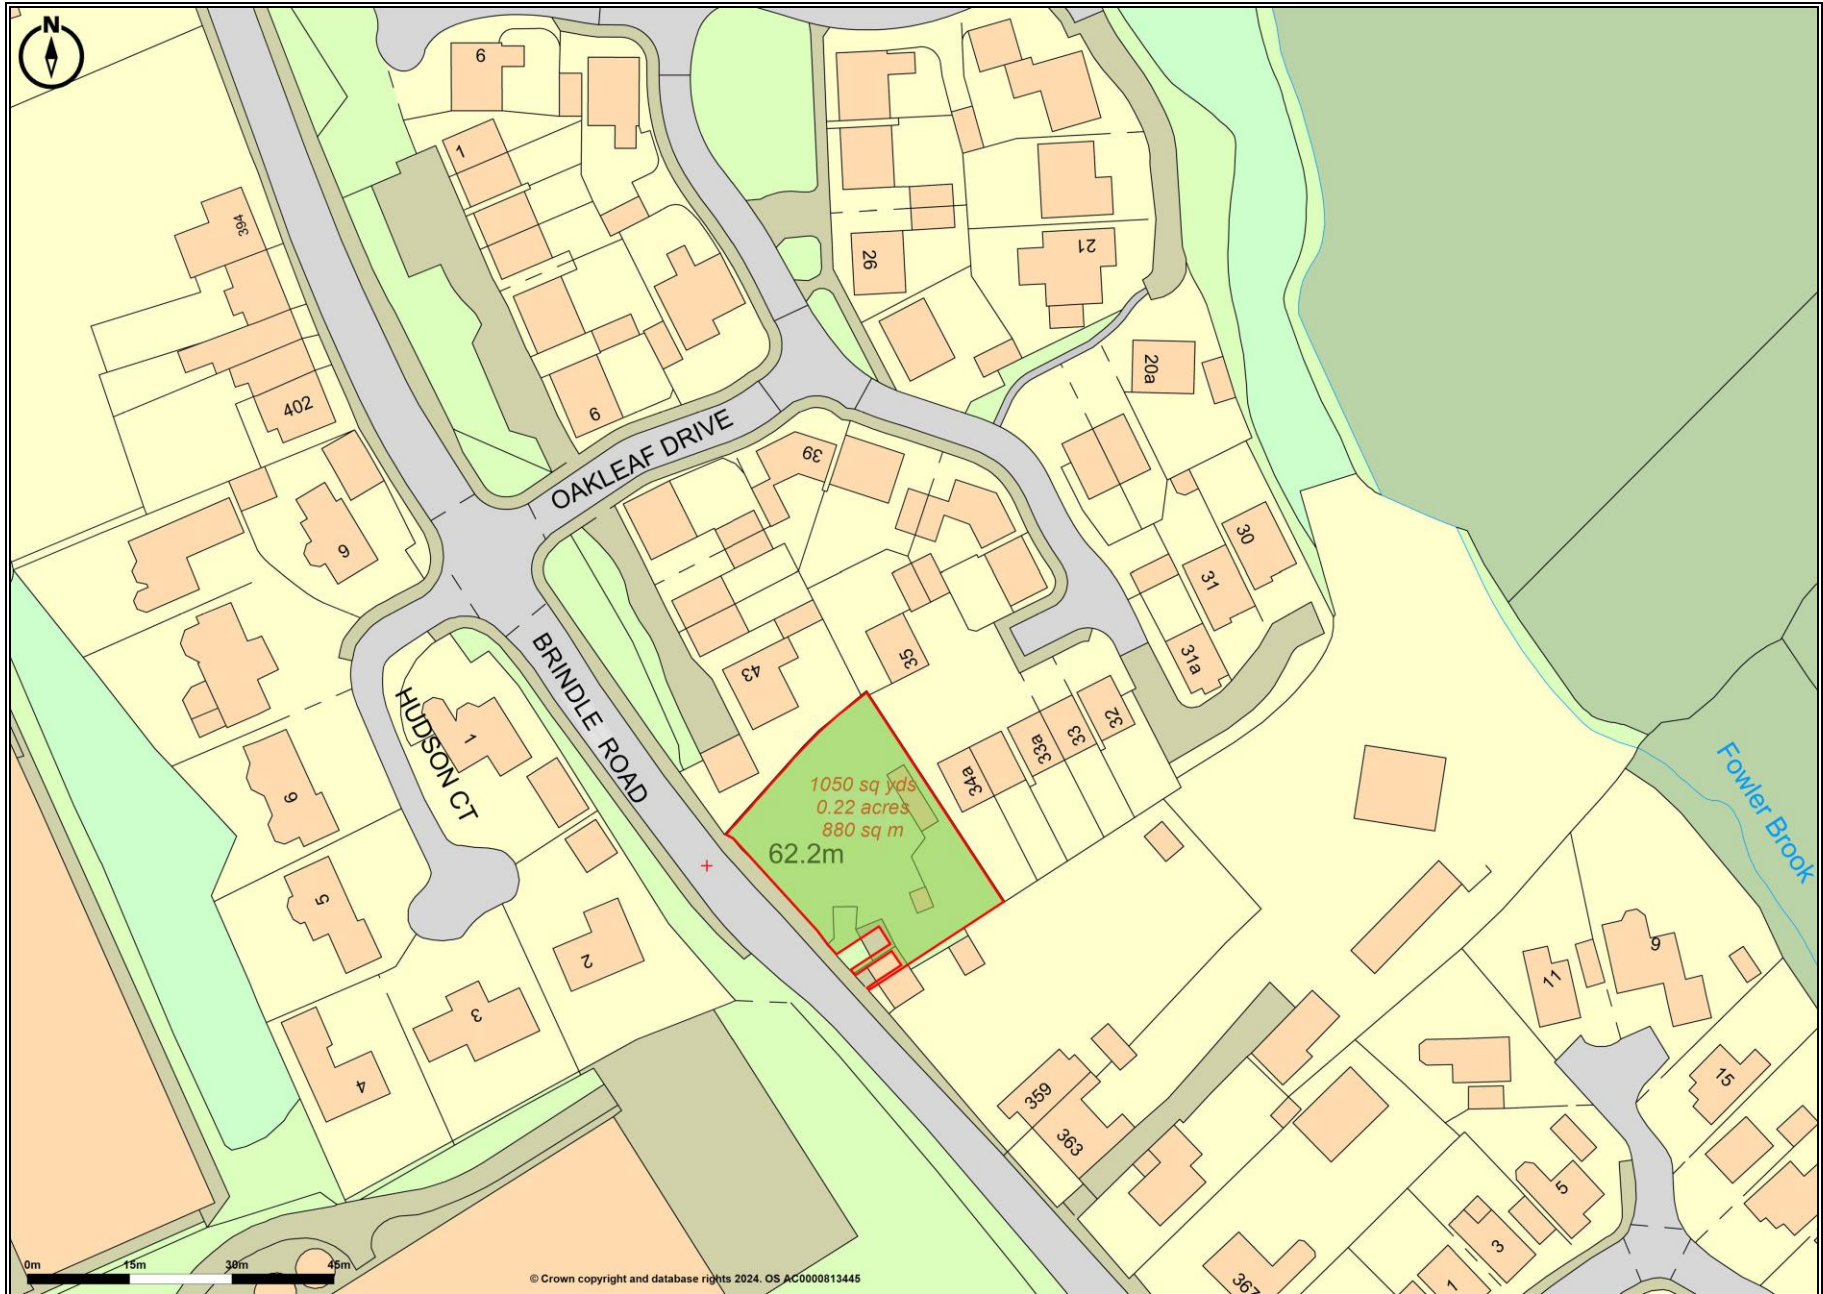 N
6
1
394
26
21
20a
402
6
OAKLEAF DRIVE
39
9
30
31
31a
35
43
BRINDLE ROAD
HUDSON CT
1
32
33
33a
34a
6
1050 sq yds
0.22 acres
880 sq m
62.2m
Fowler Brook
5
2
3
4
11
9
15
359
363
5
3
1
367
0m 15m 30m 45m
© Crown copyright and database rights 2024. OS AC0000813445